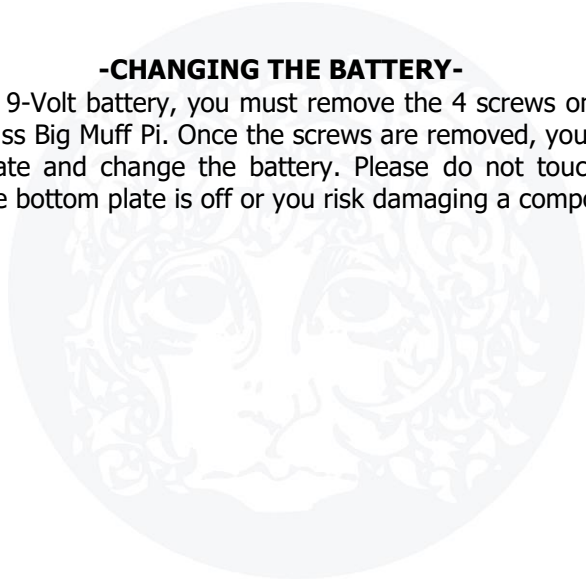 -CHANGING THE BATTERY-
9-Volt battery, you must remove the 4 screws
ss Big Muff Pi. Once the screws are removed, you
ate and change the battery. Please do not touc
e bottom plate is off or you risk damaging a comp